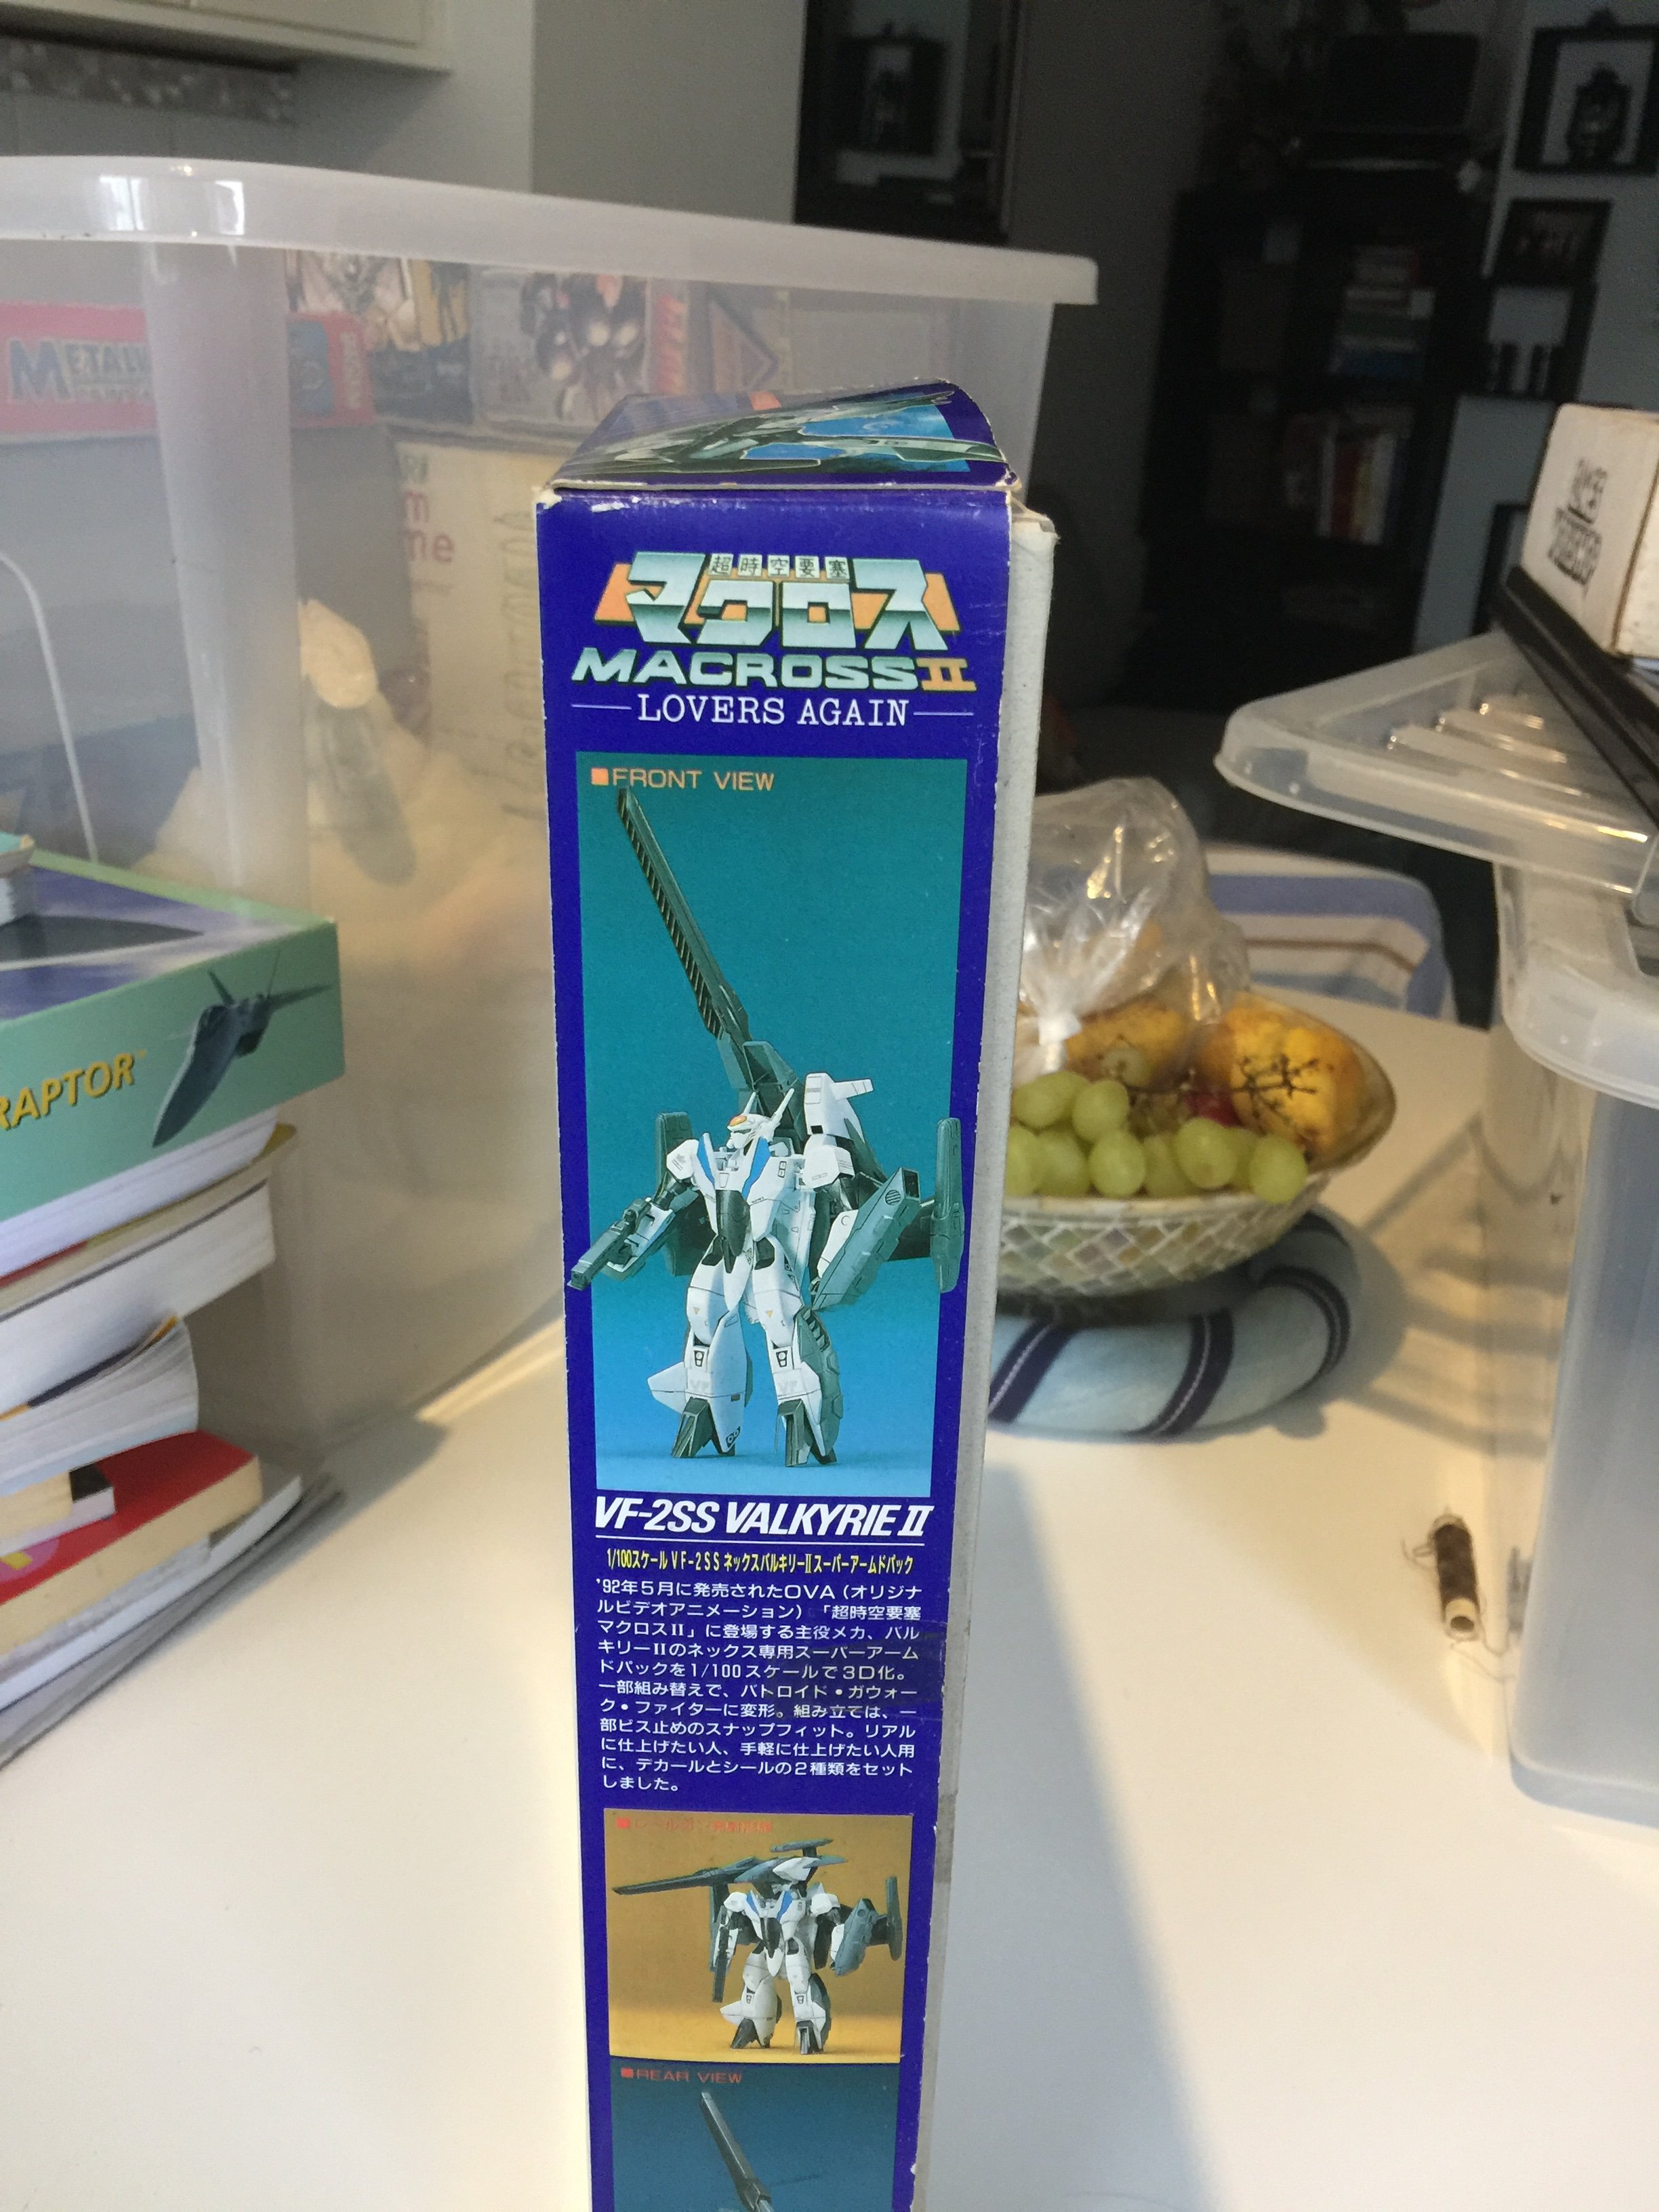 超時空要塞
マクロス
MACROSS II
LOVERS AGAIN
■FRONT VIEW
VF-2SS VALKYRIE II
1/100スケール VF-2SS ネックスバルキリーIIスーパーアームドパック
'92年5月に発売されたOVA(オリジナ
ルビデオアニメーション)「超時空要塞
マクロスII」に登場する主役メカ、バル
キリーIIのネックス専用スーパーアーム
ドパックを1/100スケールで3D化。
一部組み替えで、バトロイド・ガウォー
ク・ファイターに変形。組み立ては、一
部ビス止めのスナップフィット。リアル
に仕上げたい人、手軽に仕上げたい人用
に、デカールとシールの2種類をセット
しました。
■REAR VIEW
RAPTOR